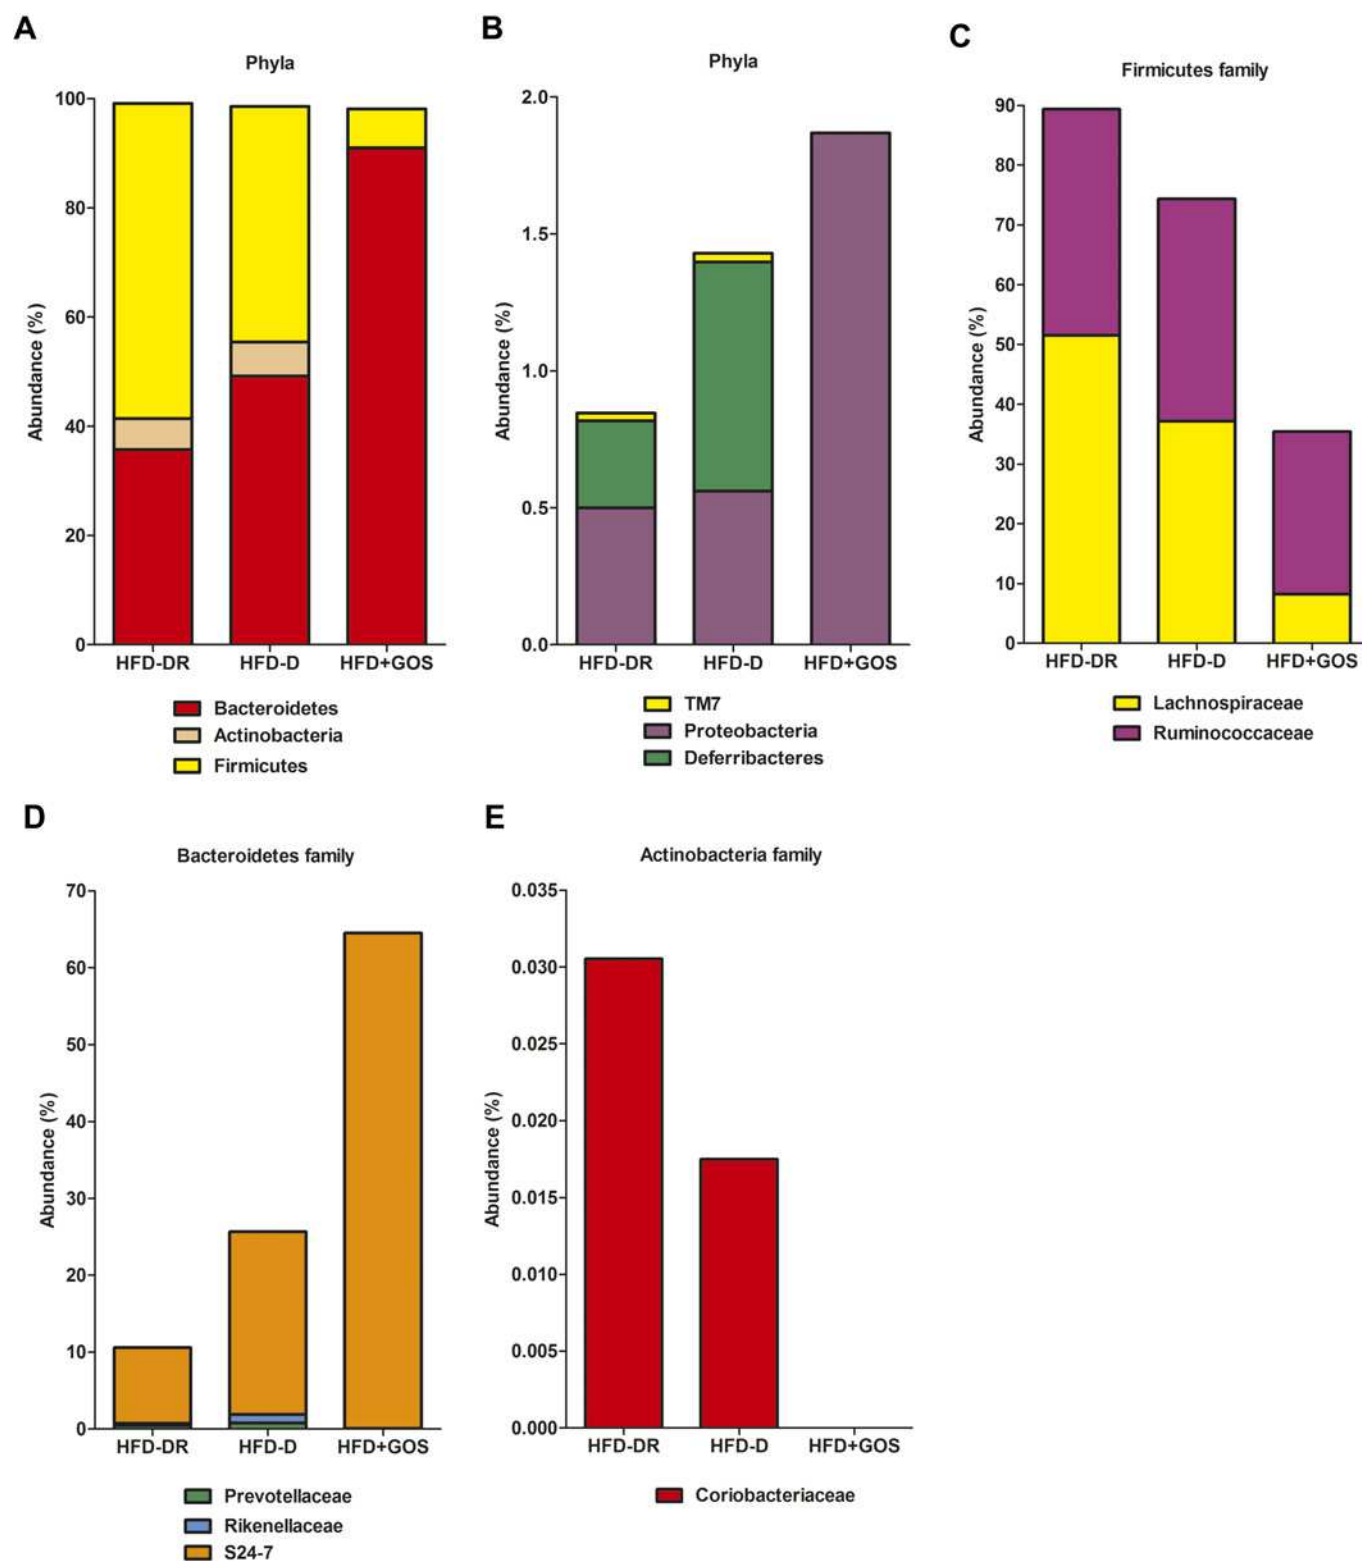 A
Phyla
Abundance (%)
100
80
60
40
20
0
HFD-DR HFD-D HFD+GOS
Bacteroidetes
Actinobacteria
Firmicutes
B
Phyla
Abundance (%)
2.0
1.5
1.0
0.5
0.0
HFD-DR HFD-D HFD+GOS
TM7
Proteobacteria
Deferribacteres
C
Firmicutes family
Abundance (%)
90
80
70
60
50
40
30
20
10
0
HFD-DR HFD-D HFD+GOS
Lachnospiraceae
Ruminococcaceae
D
Bacteroidetes family
Abundance (%)
70
60
50
40
30
20
10
0
HFD-DR HFD-D HFD+GOS
Prevotellaceae
Rikenellaceae
S24-7
E
Actinobacteria family
Abundance (%)
0.035
0.030
0.025
0.020
0.015
0.010
0.005
0.000
HFD-DR HFD-D HFD+GOS
Coriobacteriaceae